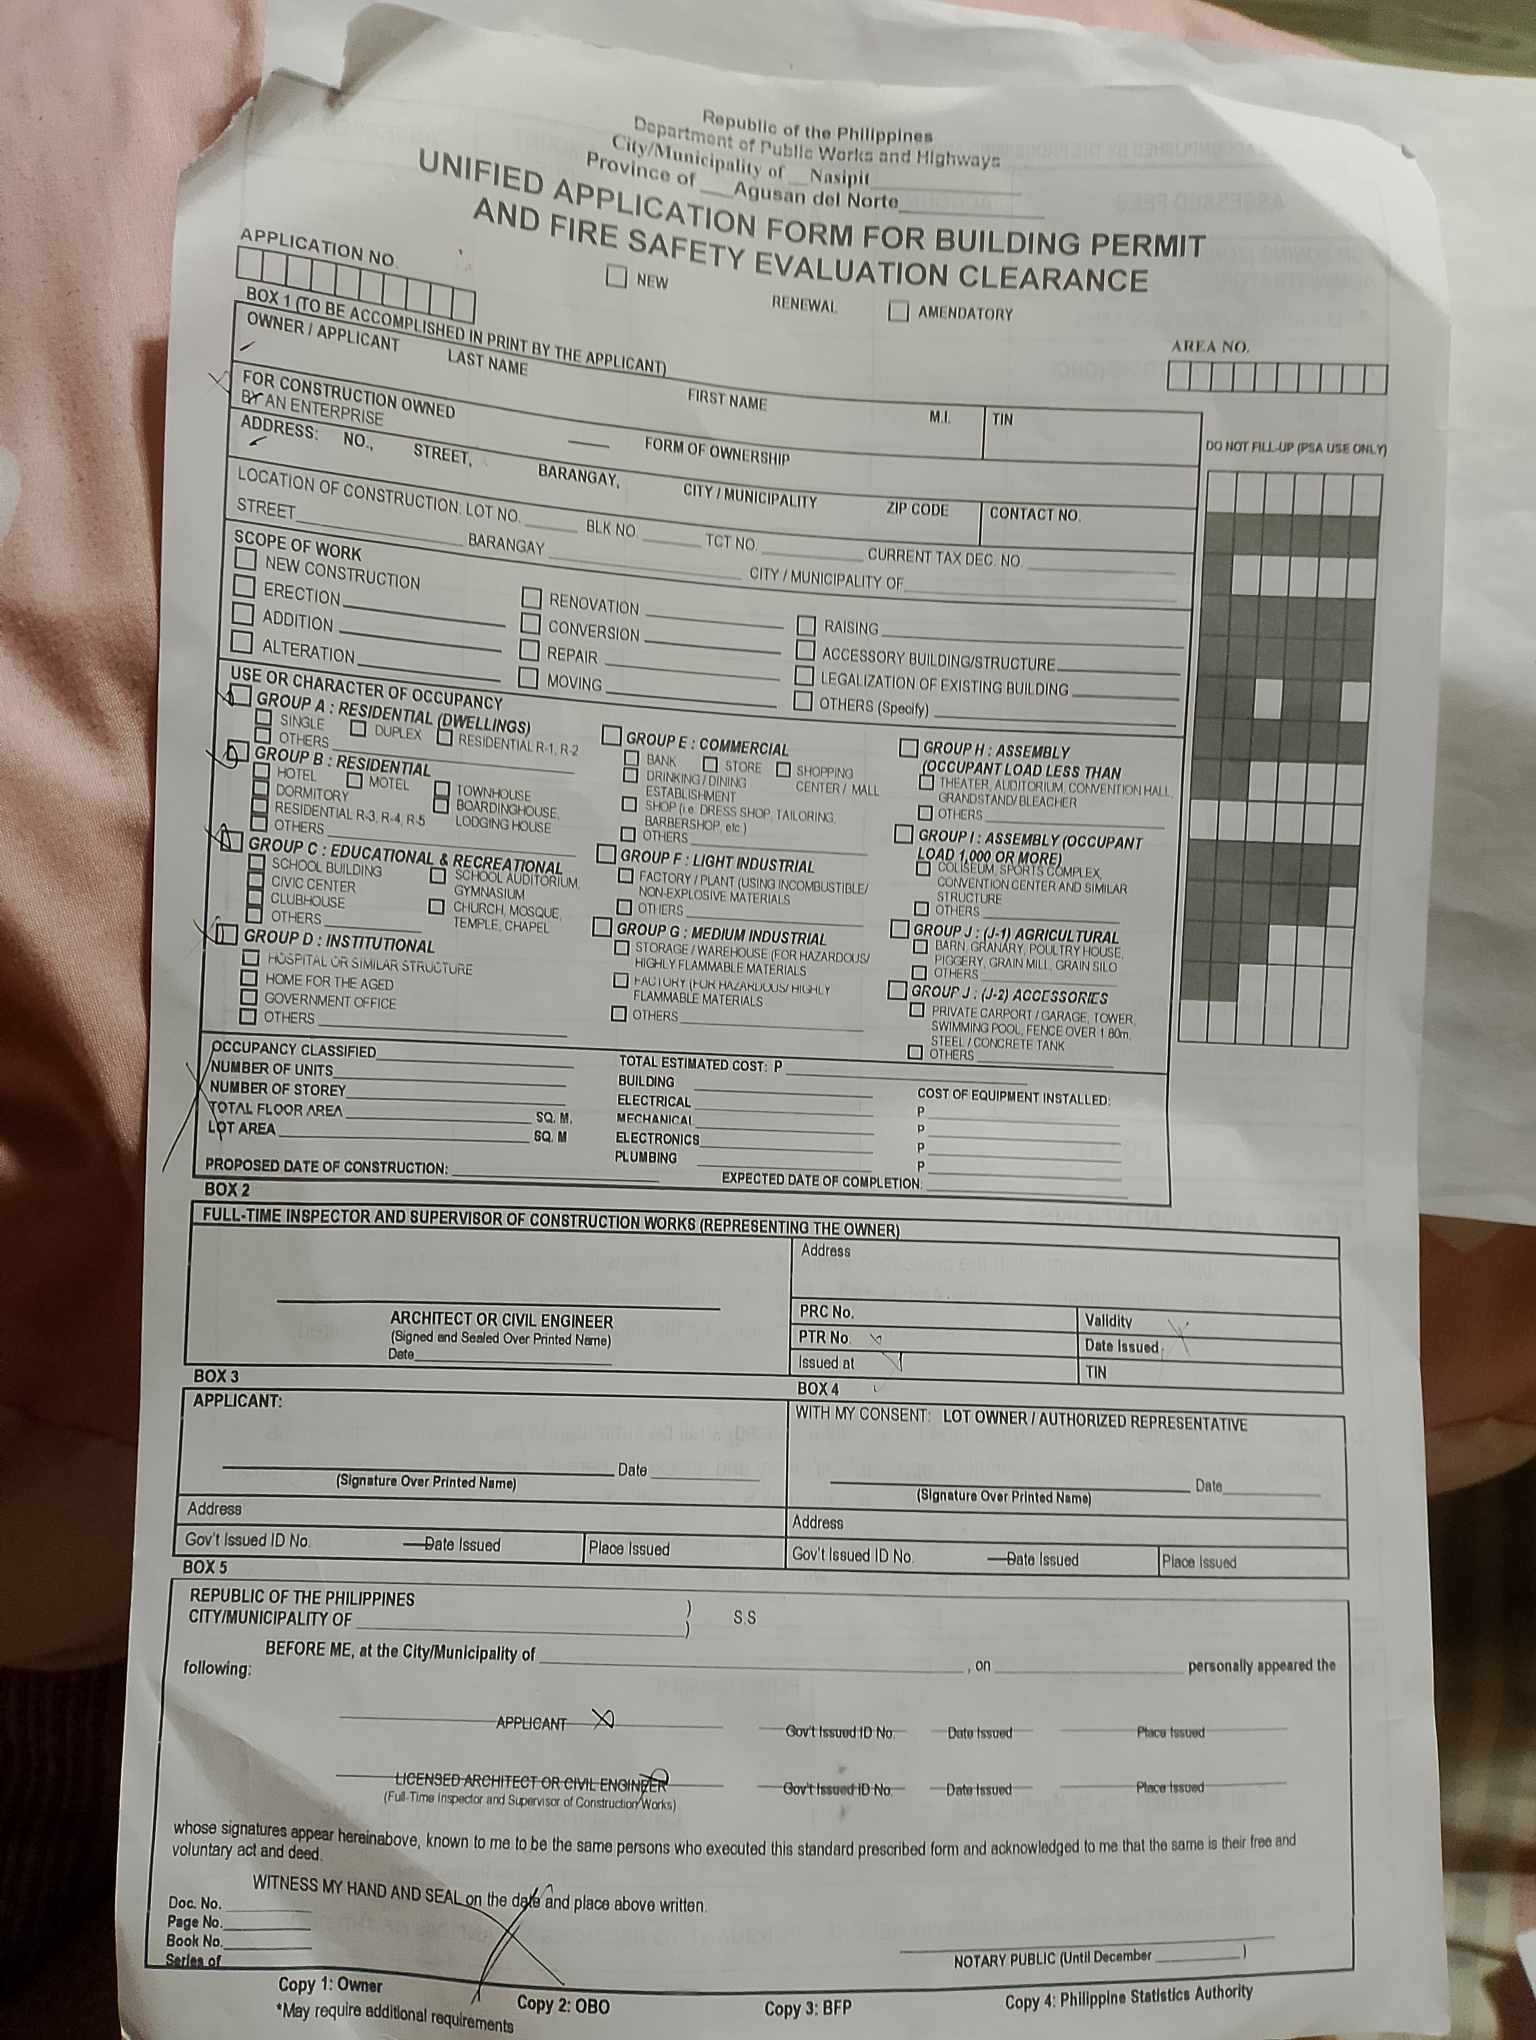 Republic of the Philippines
Department of Public Works and Highways
City/Municipality of __Nasipit
Province of ___Agusan del Norte
UNIFIED APPLICATION FORM FOR BUILDING PERMIT
AND FIRE SAFETY EVALUATION CLEARANCE
APPLICATION NO.
NEW RENEWAL AMENDATORY
AREA NO.
BOX 1 (TO BE ACCOMPLISHED IN PRINT BY THE APPLICANT)
OWNER / APPLICANT LAST NAME FIRST NAME M.I. TIN
FOR CONSTRUCTION OWNED
BY AN ENTERPRISE FORM OF OWNERSHIP
DO NOT FILL-UP (PSA USE ONLY)
ADDRESS: NO., STREET, BARANGAY, CITY / MUNICIPALITY ZIP CODE CONTACT NO.
LOCATION OF CONSTRUCTION: LOT NO. BLK NO. TCT NO. CURRENT TAX DEC. NO.
STREET BARANGAY CITY / MUNICIPALITY OF
SCOPE OF WORK
NEW CONSTRUCTION
ERECTION RENOVATION RAISING
ADDITION CONVERSION ACCESSORY BUILDING/STRUCTURE
ALTERATION REPAIR LEGALIZATION OF EXISTING BUILDING
MOVING OTHERS (Specify)
USE OR CHARACTER OF OCCUPANCY
GROUP A : RESIDENTIAL (DWELLINGS)
SINGLE DUPLEX RESIDENTIAL R-1, R-2
OTHERS
GROUP B : RESIDENTIAL
HOTEL MOTEL TOWNHOUSE
DORMITORY BOARDINGHOUSE,
RESIDENTIAL R-3, R-4, R-5 LODGING HOUSE
OTHERS
GROUP C : EDUCATIONAL & RECREATIONAL
SCHOOL BUILDING SCHOOL AUDITORIUM,
CIVIC CENTER GYMNASIUM
CLUBHOUSE CHURCH, MOSQUE,
OTHERS TEMPLE, CHAPEL
GROUP D : INSTITUTIONAL
HOSPITAL OR SIMILAR STRUCTURE
HOME FOR THE AGED
GOVERNMENT OFFICE
OTHERS
GROUP E : COMMERCIAL
BANK STORE SHOPPING
DRINKING / DINING CENTER / MALL
ESTABLISHMENT
SHOP (i.e. DRESS SHOP, TAILORING,
BARBERSHOP, etc.)
OTHERS
GROUP F : LIGHT INDUSTRIAL
FACTORY / PLANT (USING INCOMBUSTIBLE/
NON-EXPLOSIVE MATERIALS
OTHERS
GROUP G : MEDIUM INDUSTRIAL
STORAGE / WAREHOUSE (FOR HAZARDOUS/
HIGHLY FLAMMABLE MATERIALS
FACTORY (FOR HAZARDOUS/ HIGHLY
FLAMMABLE MATERIALS
OTHERS
GROUP H : ASSEMBLY
(OCCUPANT LOAD LESS THAN
THEATER, AUDITORIUM, CONVENTION HALL,
GRANDSTAND/ BLEACHER
OTHERS
GROUP I : ASSEMBLY (OCCUPANT
LOAD 1,000 OR MORE)
COLISEUM, SPORTS COMPLEX,
CONVENTION CENTER AND SIMILAR
STRUCTURE
OTHERS
GROUP J : (J-1) AGRICULTURAL
BARN, GRANARY, POULTRY HOUSE,
PIGGERY, GRAIN MILL, GRAIN SILO
OTHERS
GROUP J : (J-2) ACCESSORIES
PRIVATE CARPORT / GARAGE, TOWER,
SWIMMING POOL, FENCE OVER 1.80m,
STEEL / CONCRETE TANK
OTHERS
OCCUPANCY CLASSIFIED
NUMBER OF UNITS
NUMBER OF STOREY
TOTAL FLOOR AREA SQ. M.
LOT AREA SQ. M
PROPOSED DATE OF CONSTRUCTION:
TOTAL ESTIMATED COST: P
BUILDING COST OF EQUIPMENT INSTALLED:
ELECTRICAL P
MECHANICAL P
ELECTRONICS P
PLUMBING P
EXPECTED DATE OF COMPLETION:
BOX 2
FULL-TIME INSPECTOR AND SUPERVISOR OF CONSTRUCTION WORKS (REPRESENTING THE OWNER)
ARCHITECT OR CIVIL ENGINEER
(Signed and Sealed Over Printed Name)
Date
Address
PRC No. Validity
PTR No. Date Issued
Issued at TIN
BOX 3
APPLICANT:
(Signature Over Printed Name) Date
Address
Gov't Issued ID No. Date Issued Place Issued
BOX 4
WITH MY CONSENT: LOT OWNER / AUTHORIZED REPRESENTATIVE
(Signature Over Printed Name) Date
Address
Gov't Issued ID No. Date Issued Place Issued
BOX 5
REPUBLIC OF THE PHILIPPINES )
CITY/MUNICIPALITY OF ) S.S
BEFORE ME, at the City/Municipality of , on personally appeared the
following:
APPLICANT Gov't Issued ID No. Date Issued Place Issued
LICENSED ARCHITECT OR CIVIL ENGINEER Gov't Issued ID No. Date Issued Place Issued
(Full-Time Inspector and Supervisor of Construction Works)
whose signatures appear hereinabove, known to me to be the same persons who executed this standard prescribed form and acknowledged to me that the same is their free and
voluntary act and deed.
WITNESS MY HAND AND SEAL on the date and place above written.
Doc. No.
Page No.
Book No.
Series of
NOTARY PUBLIC (Until December )
Copy 1: Owner Copy 2: OBO Copy 3: BFP Copy 4: Philippine Statistics Authority
*May require additional requirements